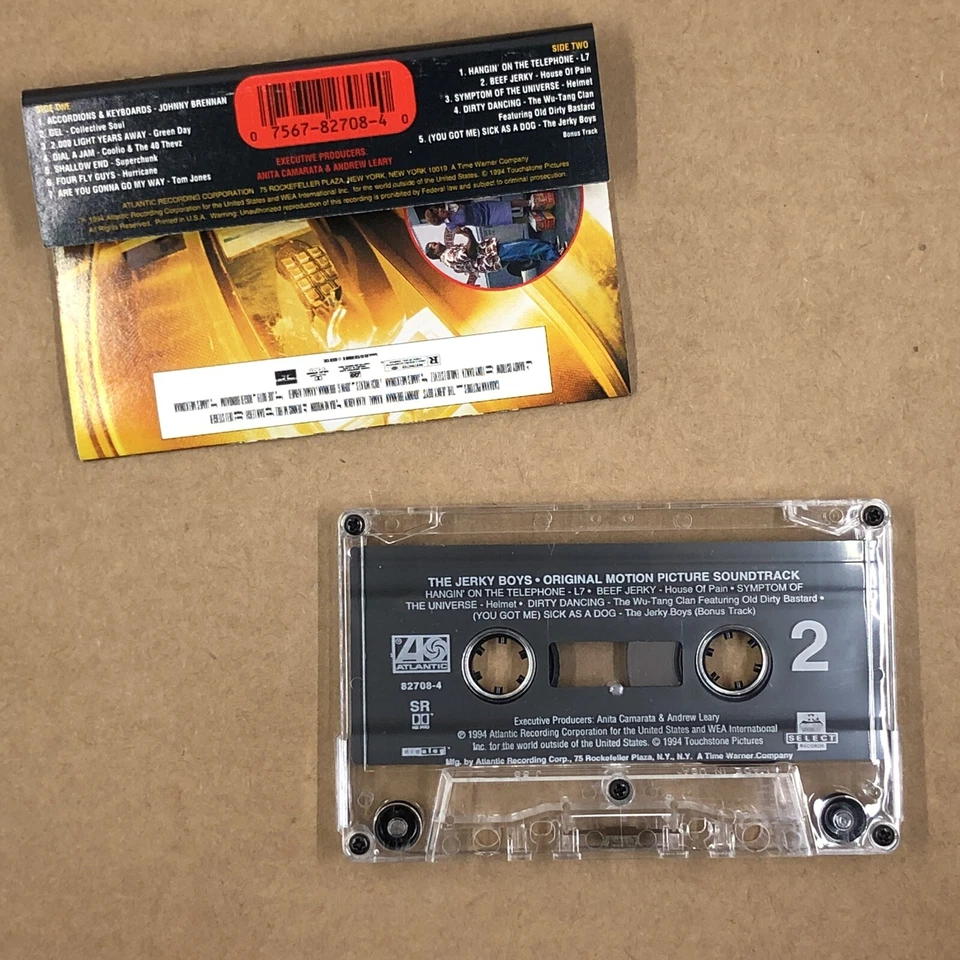 SIDE ONE
1. ACCORDIONS & KEYBOARDS - JOHNNY BRENNAN
2. GEL - Collective Soul
3. 2,000 LIGHT YEARS AWAY - Green Day
4. DIAL A JAM - Coolio & The 40 Thevz
5. SHALLOW END - Superchunk
6. FOUR FLY GUYS - Hurricane
7. ARE YOU GONNA GO MY WAY - Tom Jones
0 7567-82708-4 0
EXECUTIVE PRODUCERS:
ANITA CAMARATA & ANDREW LEARY
SIDE TWO
1. HANGIN' ON THE TELEPHONE - L7
2. BEEF JERKY - House Of Pain
3. SYMPTOM OF THE UNIVERSE - Helmet
4. DIRTY DANCING - The Wu-Tang Clan
Featuring Old Dirty Bastard
5. (YOU GOT ME) SICK AS A DOG - The Jerky Boys
Bonus Track
ATLANTIC RECORDING CORPORATION 75 ROCKEFELLER PLAZA, NEW YORK, NEW YORK 10019 A Time Warner Company
℗ 1994 Atlantic Recording Corporation for the United States and WEA International Inc. for the world outside of the United States. © 1994 Touchstone Pictures
All Rights Reserved. Printed in U.S.A. Warning: Unauthorized reproduction of this recording is prohibited by Federal law and subject to criminal prosecution.
THE JERKY BOYS • ORIGINAL MOTION PICTURE SOUNDTRACK
HANGIN' ON THE TELEPHONE - L7 • BEEF JERKY - House Of Pain • SYMPTOM OF
THE UNIVERSE - Helmet • DIRTY DANCING - The Wu-Tang Clan Featuring Old Dirty Bastard •
(YOU GOT ME) SICK AS A DOG - The Jerky Boys (Bonus Track)
ATLANTIC
2
82708-4
SR
Executive Producers: Anita Camarata & Andrew Leary
℗ 1994 Atlantic Recording Corporation for the United States and WEA International
Inc. for the world outside of the United States. © 1994 Touchstone Pictures
SELECT
RECORDS
Mfg. by Atlantic Recording Corp., 75 Rockefeller Plaza, N.Y., N.Y. A Time Warner Company